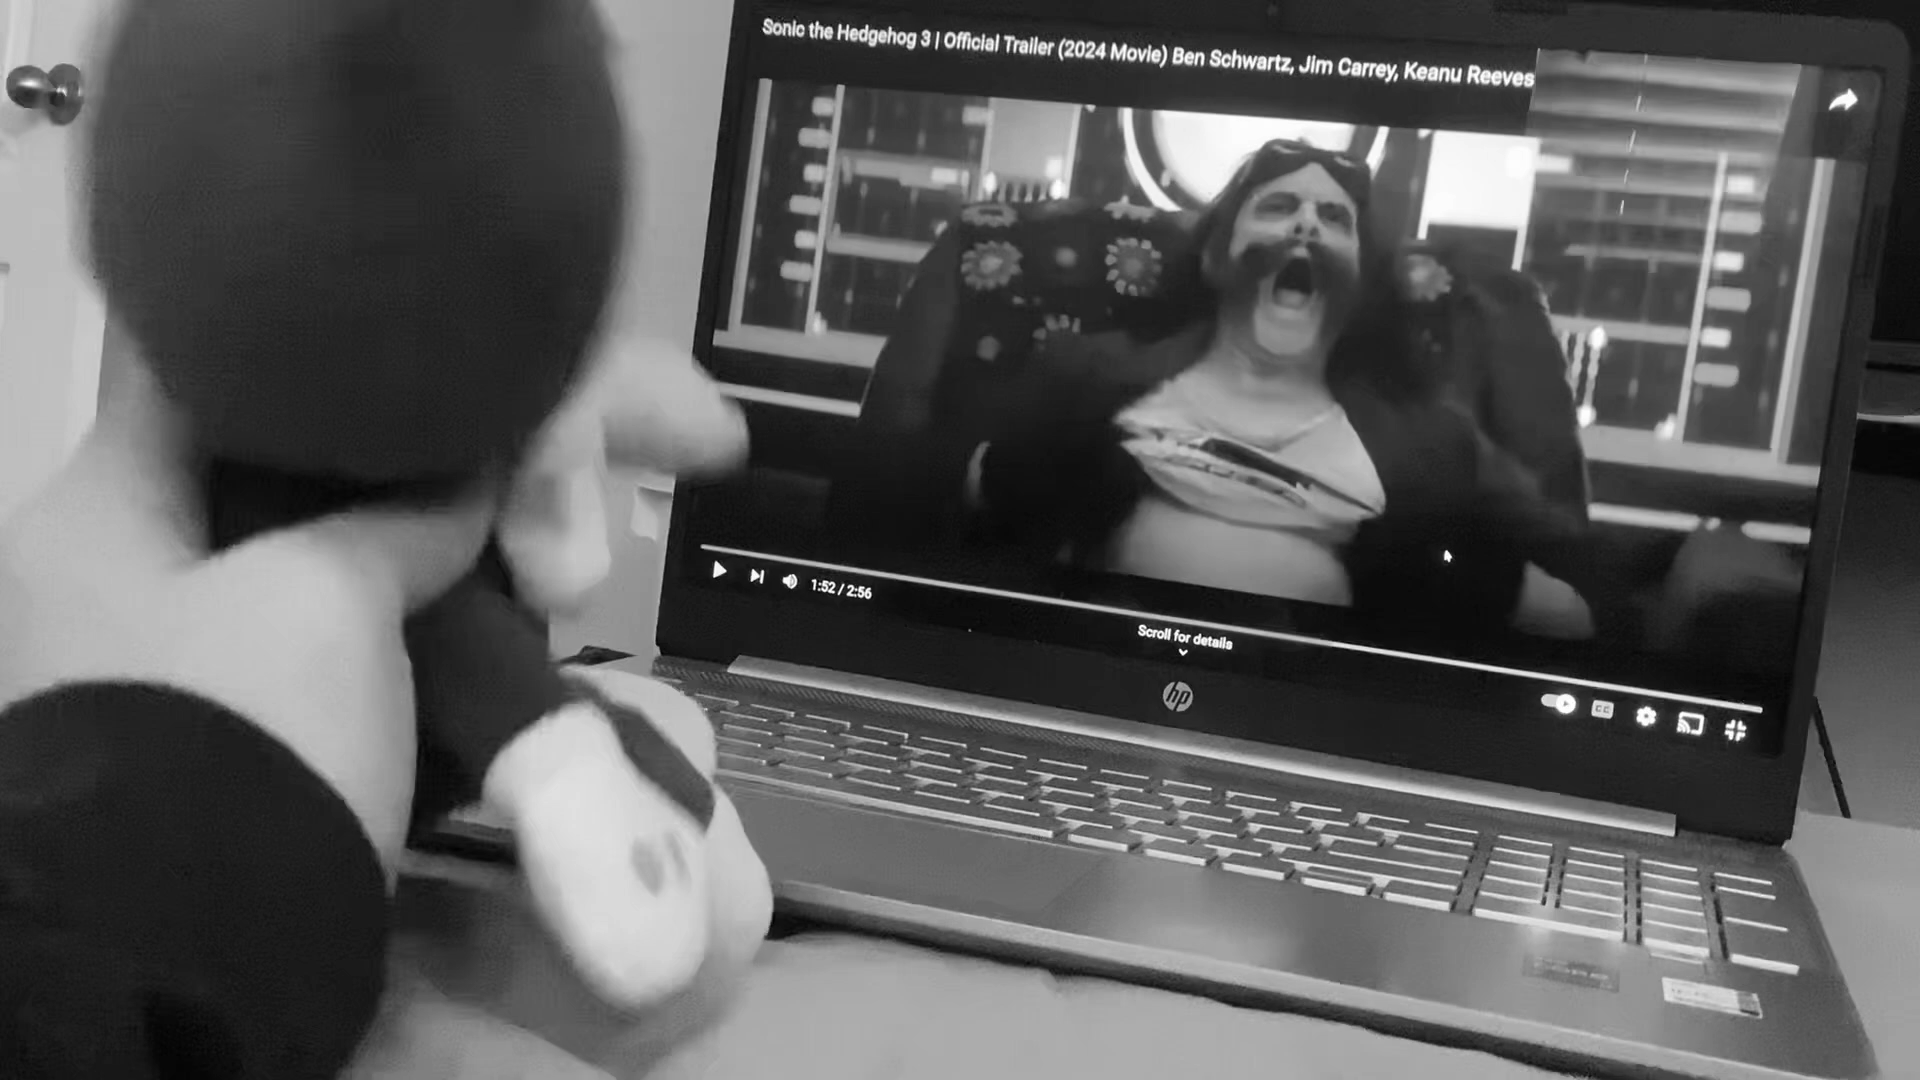 Sonic the Hedgehog 3 | Official Trailer (2024 Movie) Ben Schwartz, Jim Carrey, Keanu Reeves
1:52 / 2:56
CC
Scroll for details
hp